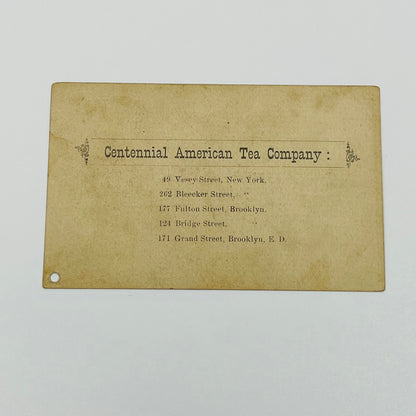 Centennial American Tea Company :
49 Vesey Street, New York.
262 Bleecker Street, "
177 Fulton Street, Brooklyn.
124 Bridge Street, "
171 Grand Street, Brooklyn, E. D.